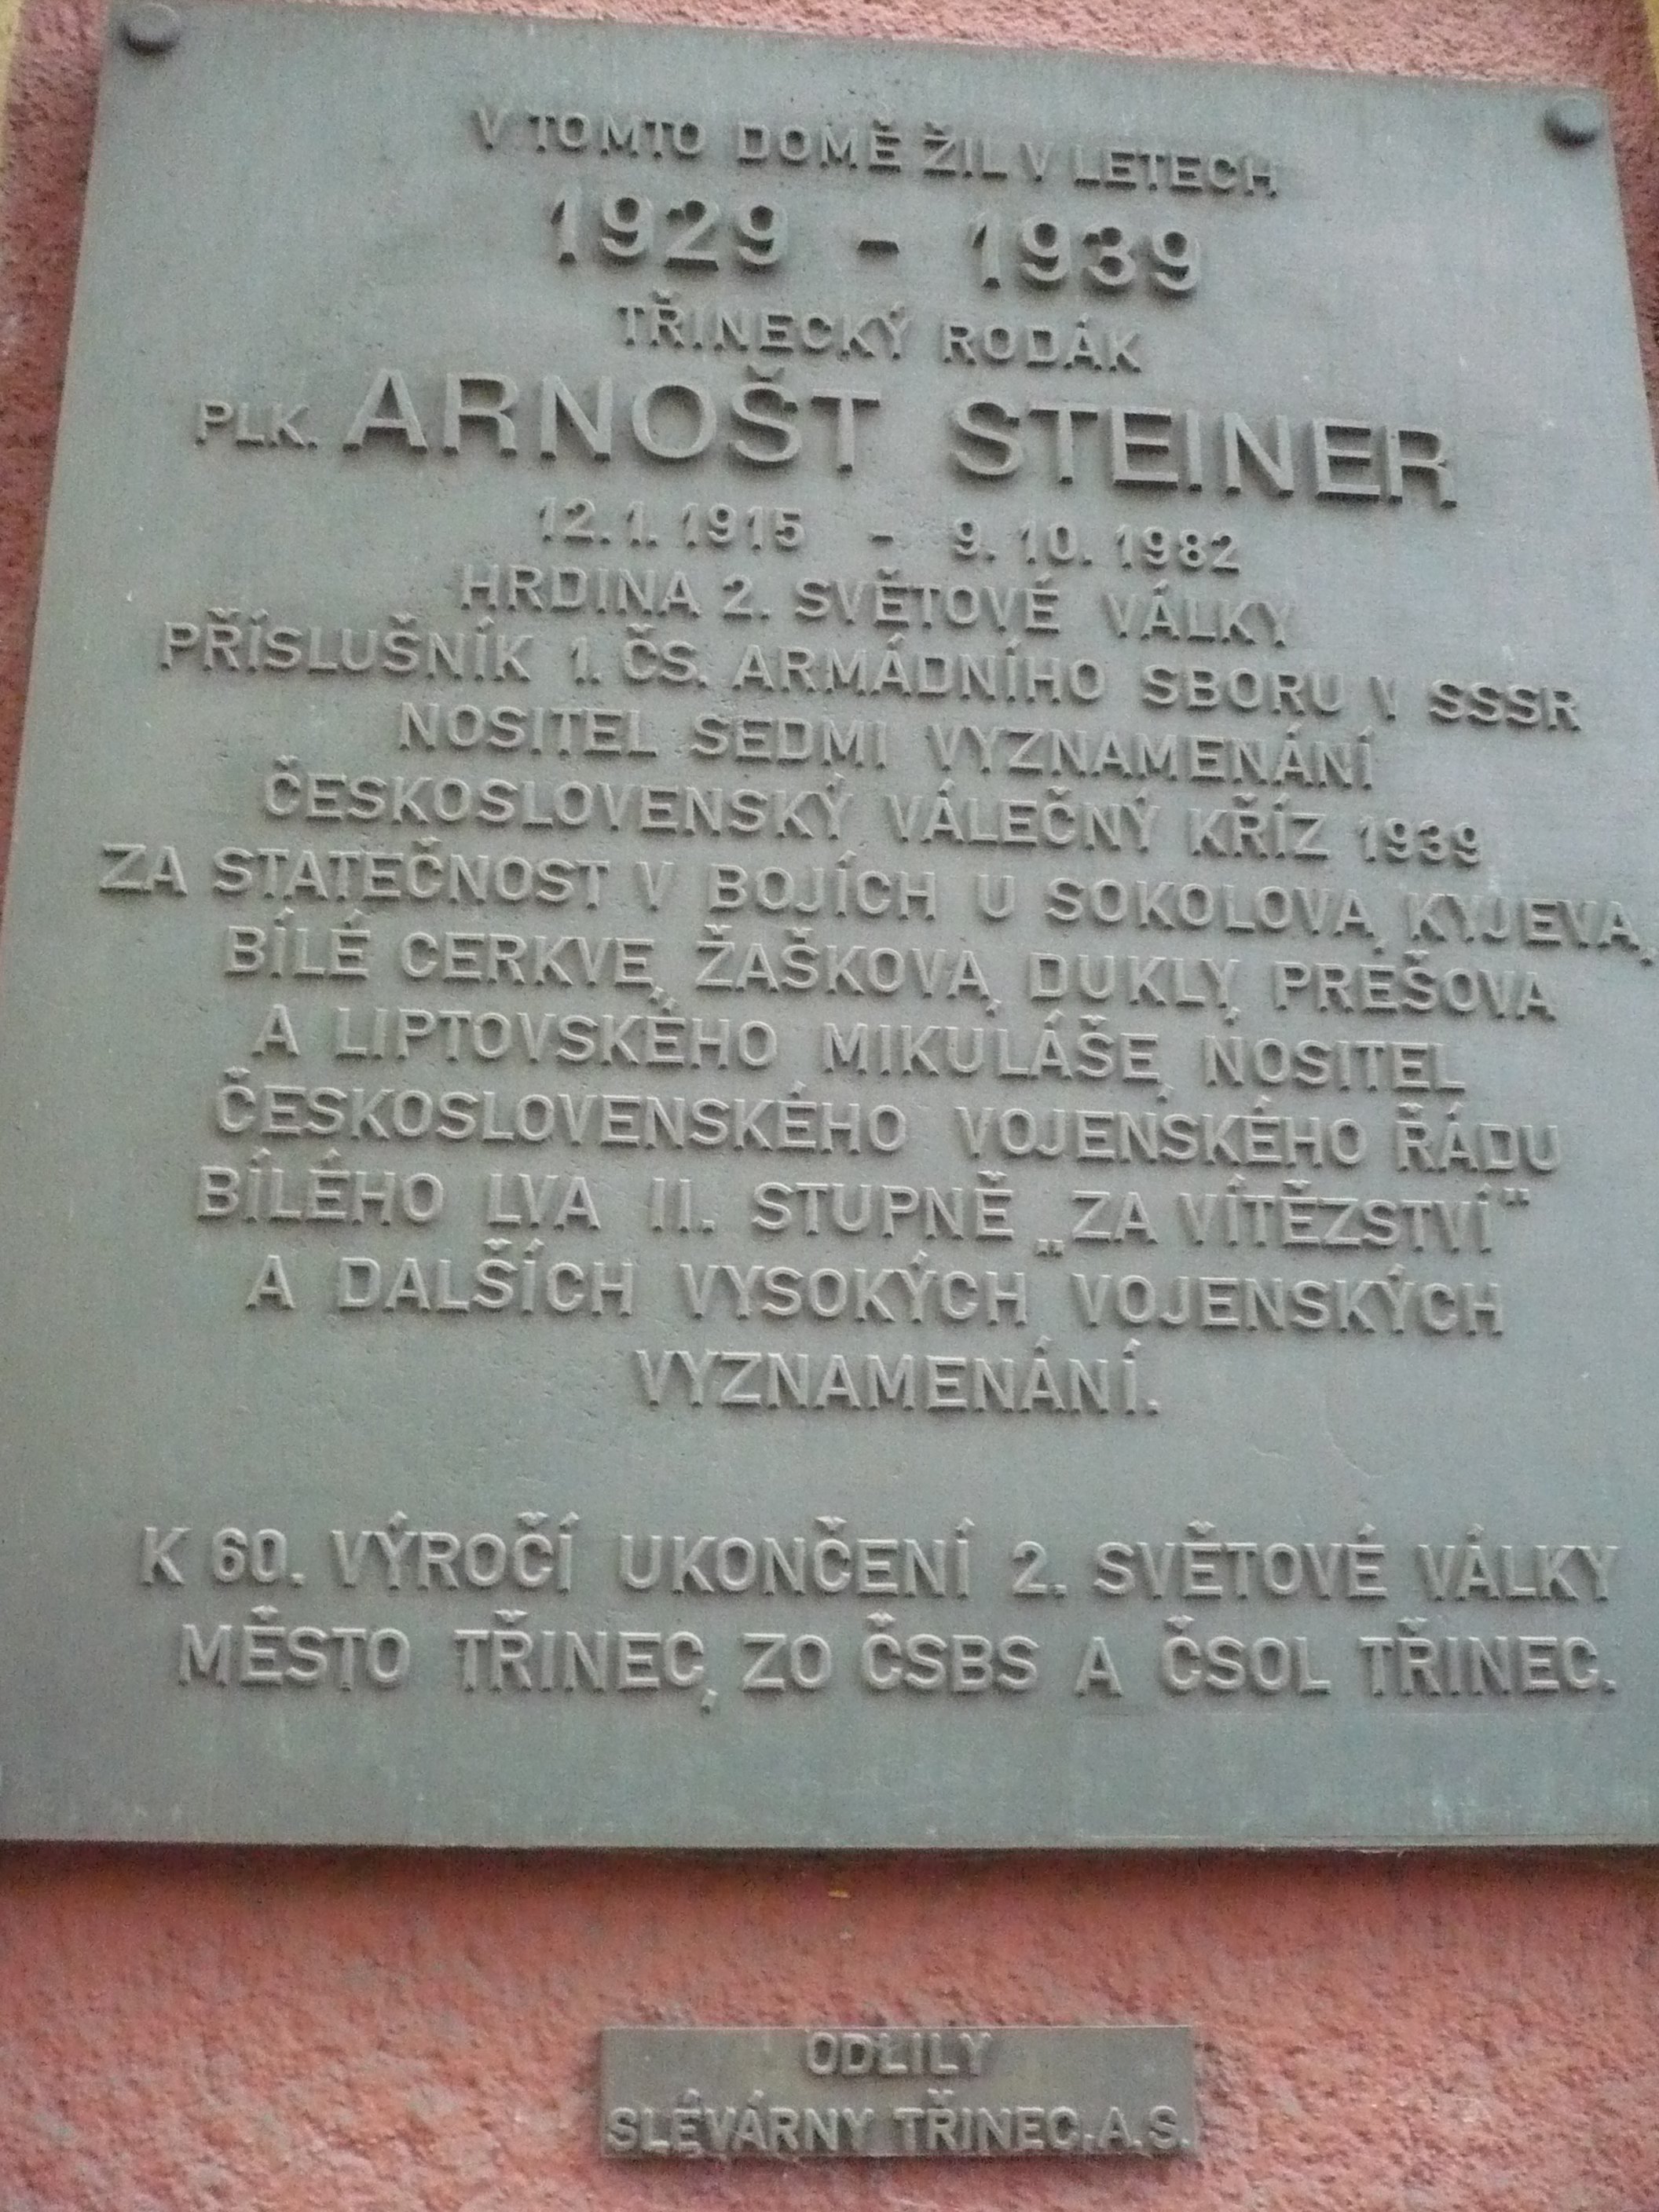 V TOMTO DOMĚ ŽIL V LETECH
1929 - 1939
TŘINECKÝ RODÁK
PLK. ARNOŠT STEINER
12. 1. 1915 - 9. 10. 1982
HRDINA 2. SVĚTOVÉ VÁLKY
PŘÍSLUŠNÍK 1. ČS. ARMÁDNÍHO SBORU V SSSR
NOSITEL SEDMI VYZNAMENÁNÍ
ČESKOSLOVENSKÝ VÁLEČNÝ KŘÍZ 1939
ZA STATEČNOST V BOJÍCH U SOKOLOVA, KYJEVA,
BÍLÉ CERKVE, ŽAŠKOVA, DUKLY, PREŠOVA
A LIPTOVSKÉHO MIKULÁŠE, NOSITEL
ČESKOSLOVENSKÉHO VOJENSKÉHO ŘÁDU
BÍLÉHO LVA II. STUPNĚ „ZA VÍTĚZSTVÍ"
A DALŠÍCH VYSOKÝCH VOJENSKÝCH
VYZNAMENÁNÍ.
K 60. VÝROČÍ UKONČENÍ 2. SVĚTOVÉ VÁLKY
MĚSTO TŘINEC, ZO ČSBS A ČSOL TŘINEC.
ODLILY
SLÉVÁRNY TŘINEC, A. S.